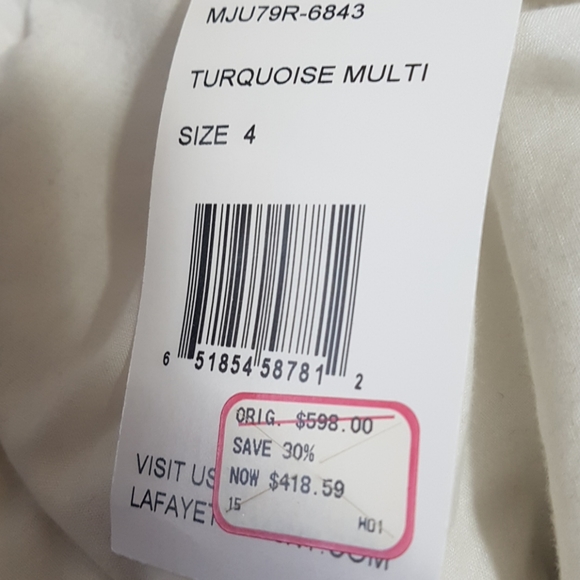 MJU79R-6843
TURQUOISE MULTI
SIZE 4
6 51854 58781 2
ORIG. $598.00
SAVE 30%
NOW $418.59
15 H01
VISIT US
LAFAYET
.COM